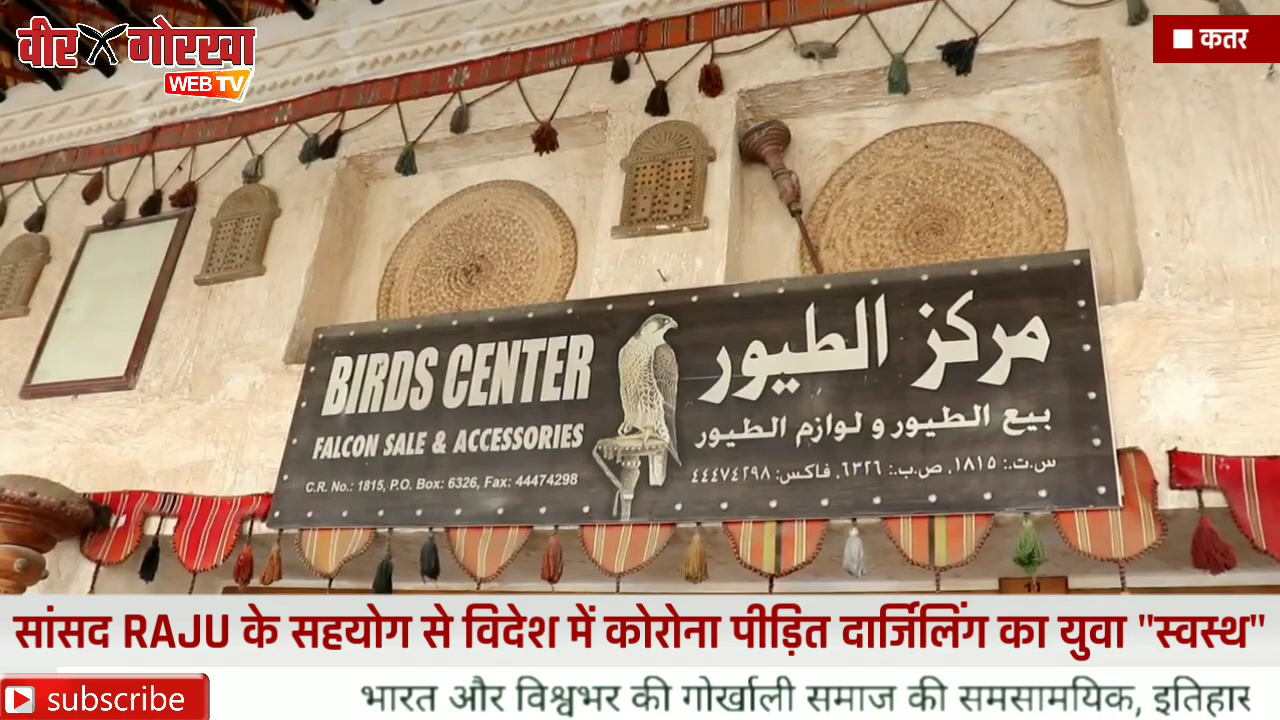 वीर गोरखा
WEB TV
कतर
BIRDS CENTER
FALCON SALE & ACCESSORIES
C.R. No.: 1815, P.O. Box: 6326, Fax: 44474298
مركز الطيور
بيع الطيور و لوازم الطيور
س.ت.: ١٨١٥, ص.ب.: ٦٣٢٦, فاكس: ٤٤٤٧٤٢٩٨
11
सांसद RAJU के सहयोग से विदेश में कोरोना पीड़ित दार्जिलिंग का युवा "स्वस्थ"
subscribe
भारत और विश्वभर की गोर्खाली समाज की समसामयिक, इतिहार